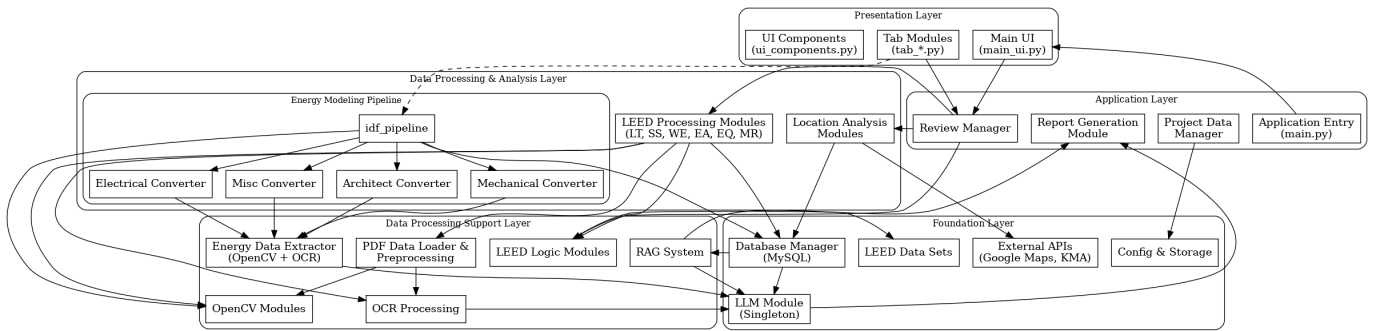 Presentation Layer
UI Components
(ui_components.py)
Tab Modules
(tab_*.py)
Main UI
(main_ui.py)
Data Processing & Analysis Layer
Energy Modeling Pipeline
idf_pipeline
LEED Processing Modules
(LT, SS, WE, EA, EQ, MR)
Location Analysis
Modules
Application Layer
Review Manager
Report Generation
Module
Project Data
Manager
Application Entry
(main.py)
Electrical Converter
Misc Converter
Architect Converter
Mechanical Converter
Data Processing Support Layer
Energy Data Extractor
(OpenCV + OCR)
PDF Data Loader &
Preprocessing
LEED Logic Modules
RAG System
Foundation Layer
Database Manager
(MySQL)
LEED Data Sets
External APIs
(Google Maps, KMA)
Config & Storage
OpenCV Modules
OCR Processing
LLM Module
(Singleton)